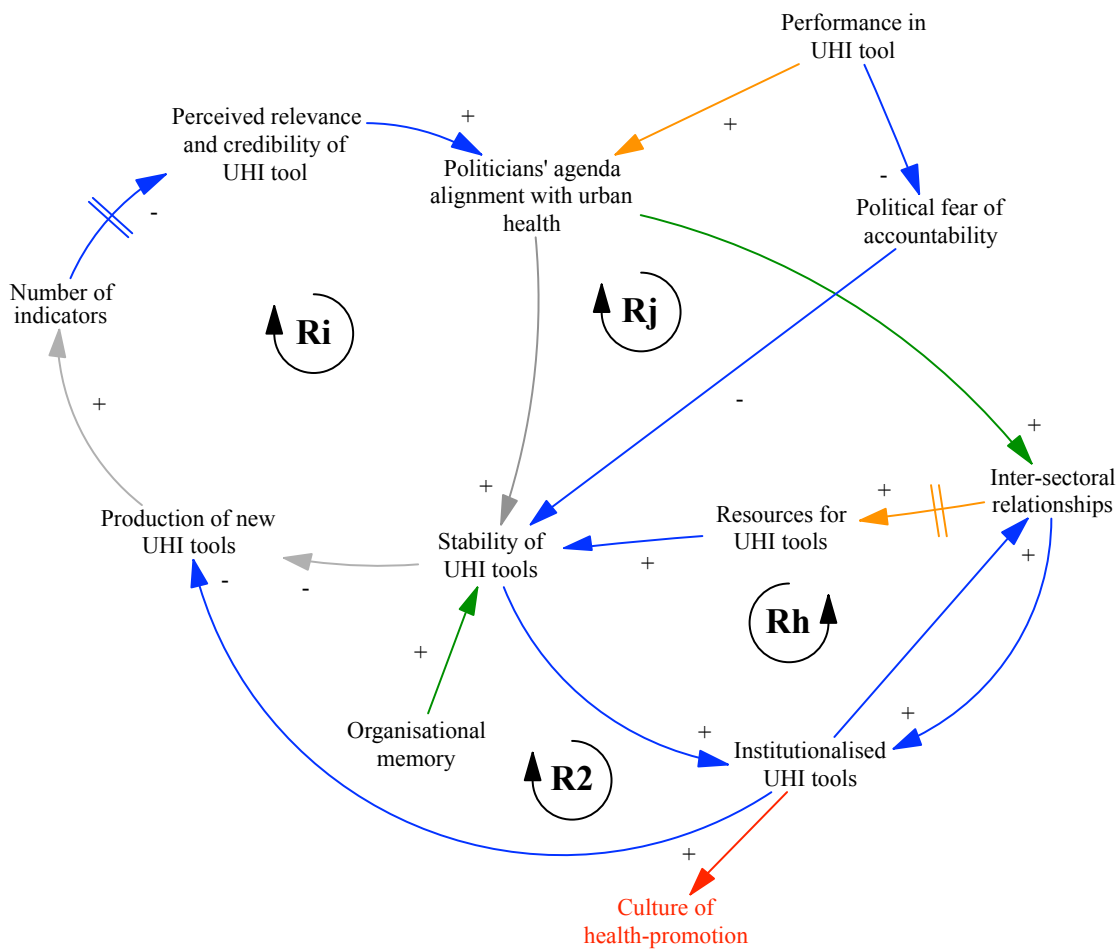 Performance in
UHI tool
+
+
Perceived relevance
and credibility of
UHI tool
Politicians' agenda
alignment with urban
health
-
Political fear of
accountability
-
Number of
indicators
Ri
Rj
+
-
+
+
Inter-sectoral
relationships
+
Production of new
UHI tools
Stability of
UHI tools
Resources for
UHI tools
+
+
-
-
Rh
+
Organisational
memory
+
+
Institutionalised
UHI tools
R2
+
Culture of
health-promotion